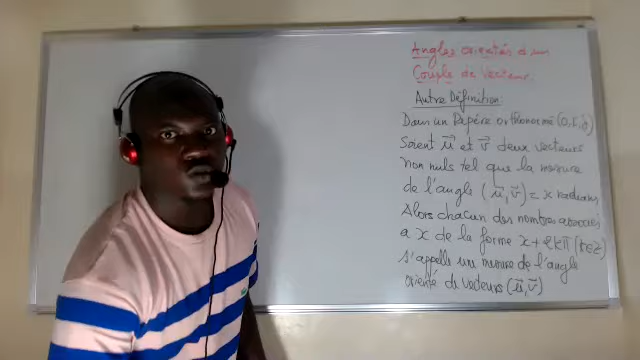 Angles orientés d'un
Couple de vecteurs.
Autre Définition:
Dans un Repère orthonormé (O, i⃗, j⃗)
Soient u⃗ et v⃗ deux vecteurs
Non nuls tel que la mesure
de l'angle (u⃗, v⃗) = x radians
Alors chacun des nombres associés
a x de la forme x + 2kπ (k∈Z)
s'appelle une mesure de l'angle
orienté de vecteurs (u⃗, v⃗)